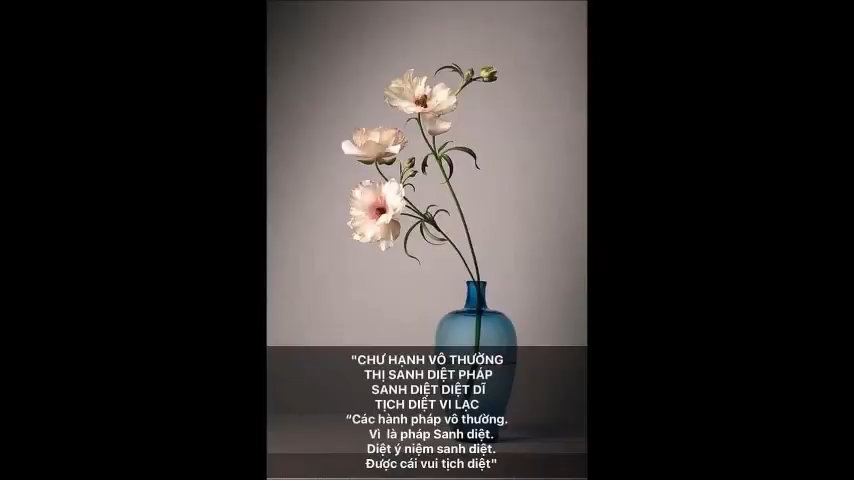 "CHƯ HẠNH VÔ THƯỜNG
THỊ SANH DIỆT PHÁP
SANH DIỆT DIỆT DĨ
TỊCH DIỆT VI LẠC
“Các hành pháp vô thường.
Vì là pháp Sanh diệt.
Diệt ý niệm sanh diệt.
Được cái vui tịch diệt"